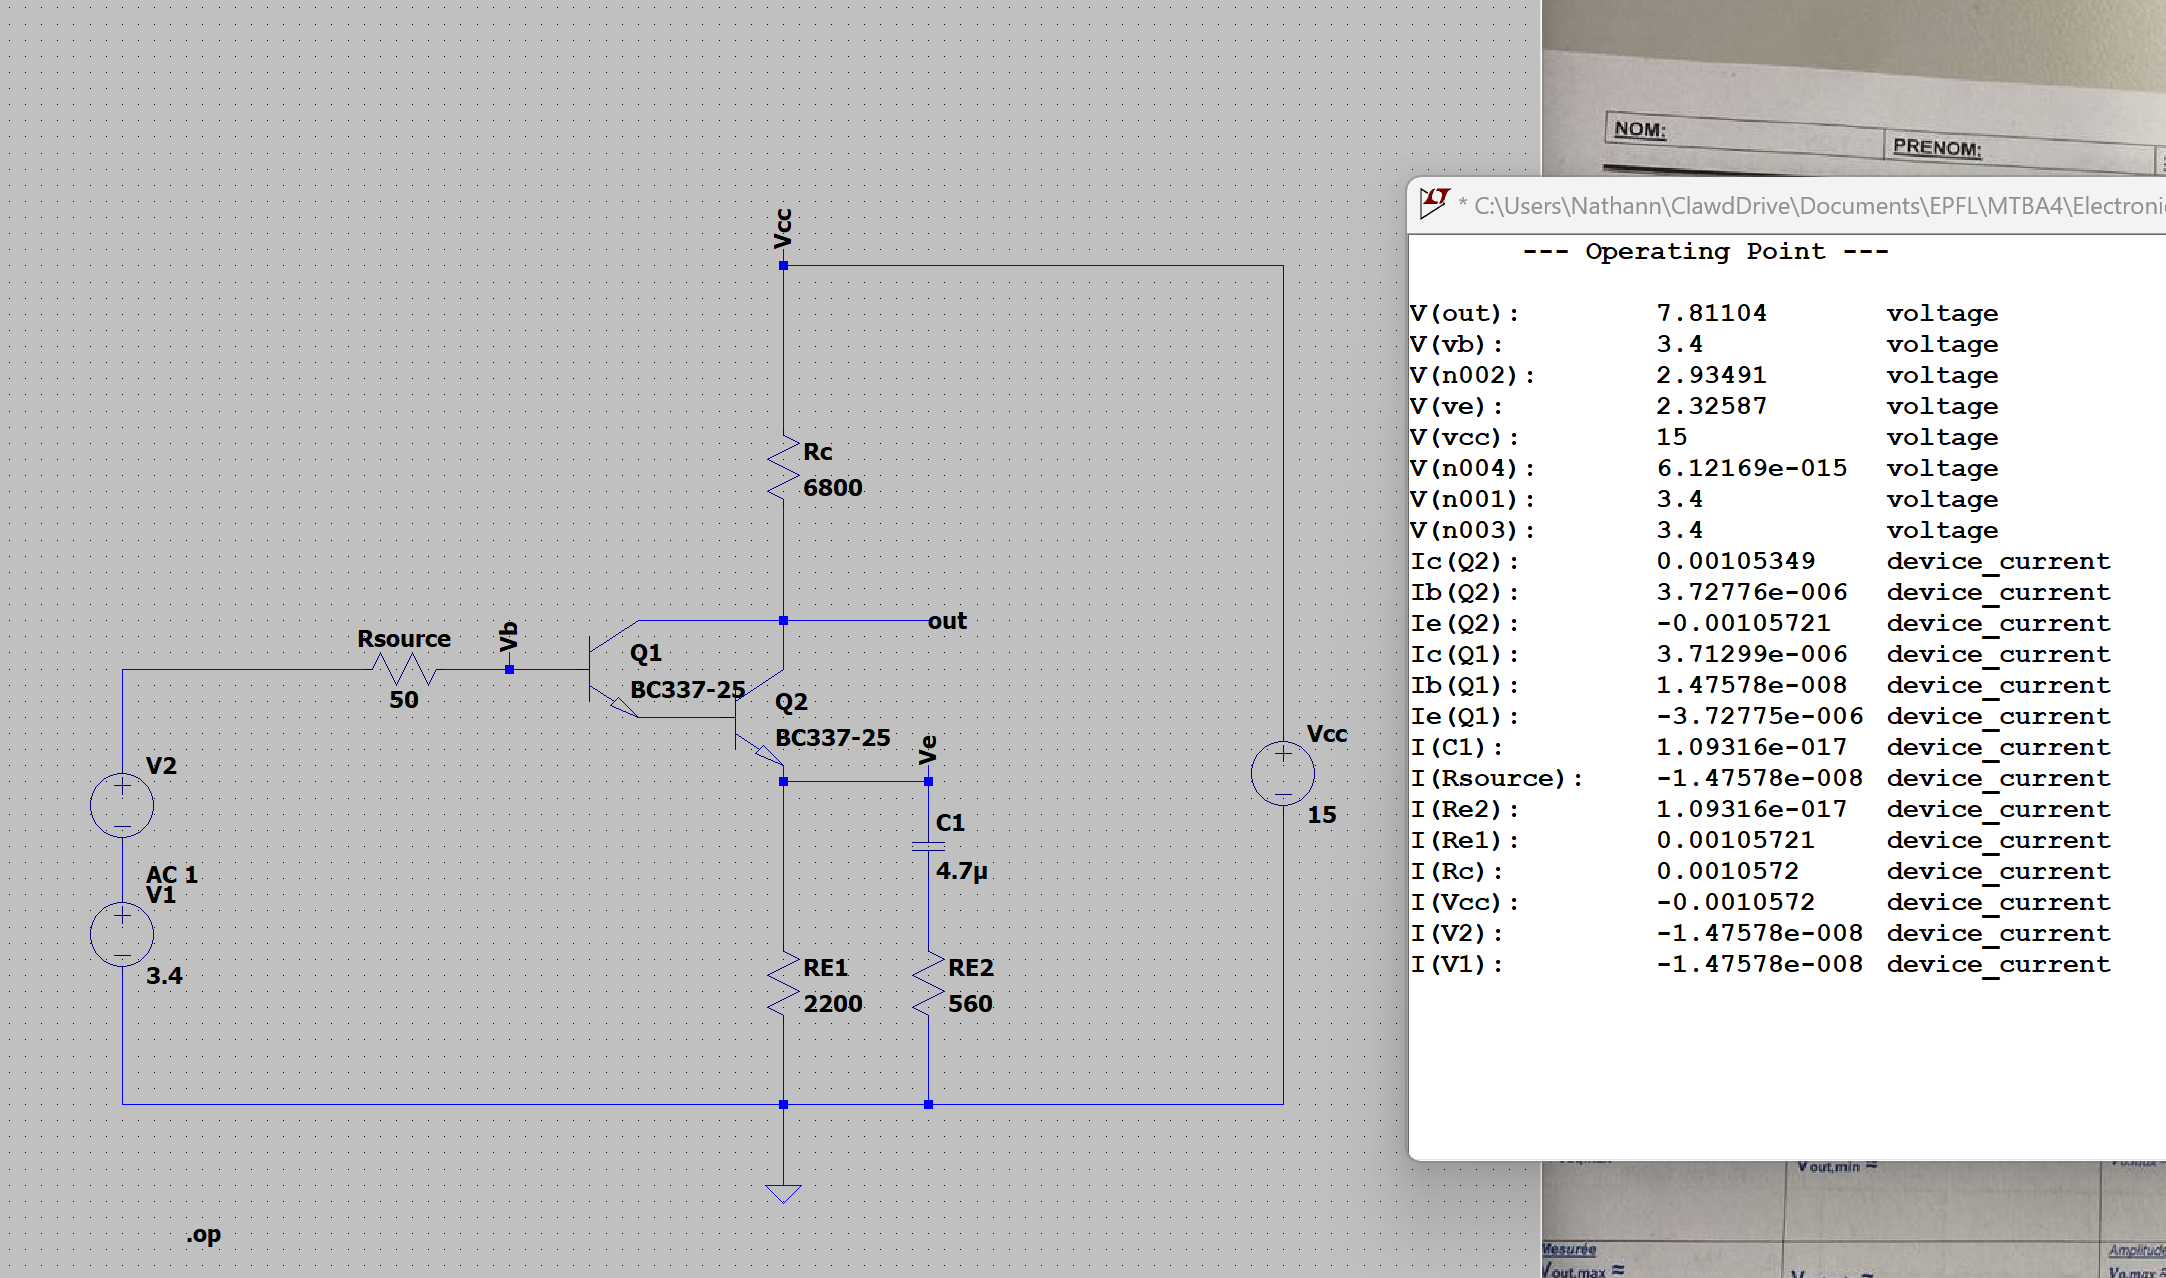 Vcc
Rc
6800
out
Rsource
50
Vb
Q1
BC337-25
Q2
BC337-25
Ve
V2
AC 1
V1
3.4
C1
4.7µ
RE1
2200
RE2
560
Vcc
15
.op
NOM:
PRENOM:
* C:\Users\Nathann\ClawdDrive\Documents\EPFL\MTBA4\Electroni
--- Operating Point ---
V(out): 7.81104 voltage
V(vb): 3.4 voltage
V(n002): 2.93491 voltage
V(ve): 2.32587 voltage
V(vcc): 15 voltage
V(n004): 6.12169e-015 voltage
V(n001): 3.4 voltage
V(n003): 3.4 voltage
Ic(Q2): 0.00105349 device_current
Ib(Q2): 3.72776e-006 device_current
Ie(Q2): -0.00105721 device_current
Ic(Q1): 3.71299e-006 device_current
Ib(Q1): 1.47578e-008 device_current
Ie(Q1): -3.72775e-006 device_current
I(C1): 1.09316e-017 device_current
I(Rsource): -1.47578e-008 device_current
I(Re2): 1.09316e-017 device_current
I(Re1): 0.00105721 device_current
I(Rc): 0.0010572 device_current
I(Vcc): -0.0010572 device_current
I(V2): -1.47578e-008 device_current
I(V1): -1.47578e-008 device_current
Vout,min ≈
Mesurée
Vout,max ≈
Amplitud